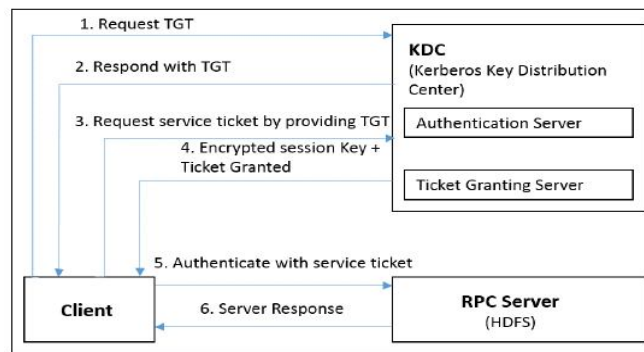 1. Request TGT
KDC
(Kerberos Key Distribution
Center)
2. Respond with TGT
3. Request service ticket by providing TGT
Authentication Server
4. Encrypted session Key +
Ticket Granted
Ticket Granting Server
5. Authenticate with service ticket
Client
6. Server Response
RPC Server
(HDFS)